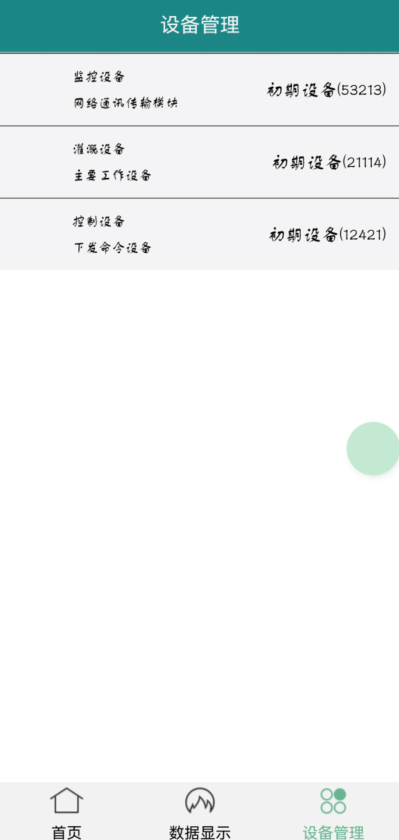 设备管理
监控设备
初期设备(53213)
网络通讯传输模块
灌溉设备
初期设备(21114)
主要工作设备
控制设备
初期设备(12421)
下发命令设备
首页
数据显示
设备管理